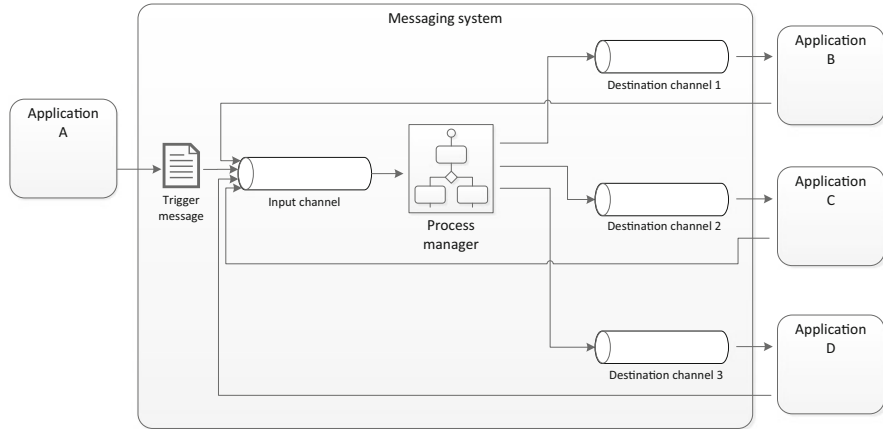 Messaging system
Application
A
Trigger
message
Input channel
Process
manager
Destination channel 1
Application
B
Destination channel 2
Application
C
Destination channel 3
Application
D